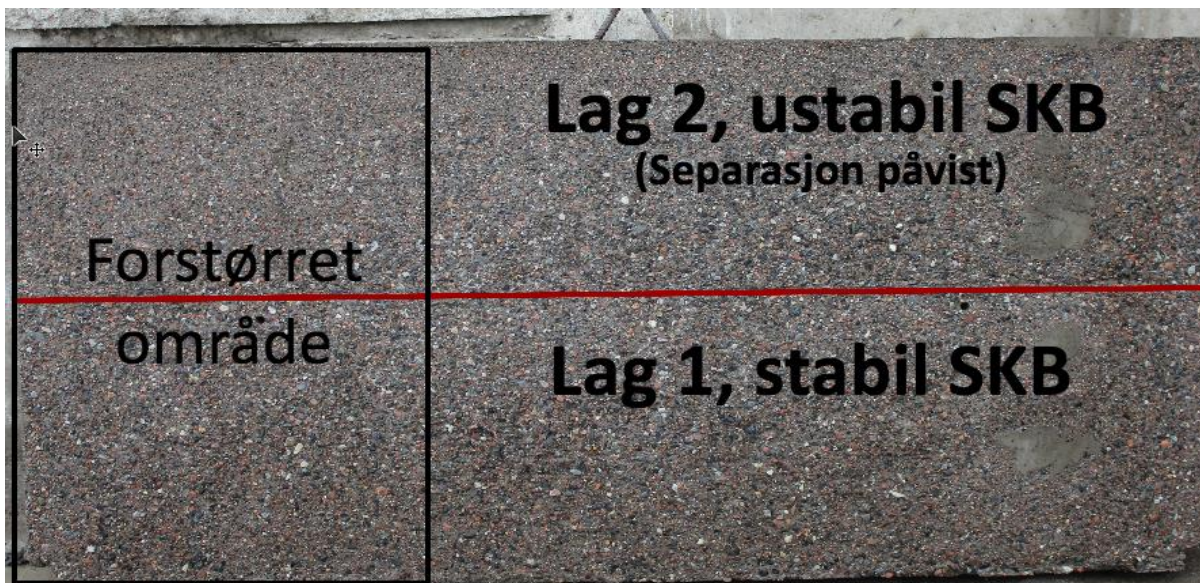 Lag 2, ustabil SKB
(Separasjon påvist)
Forstørret
område
Lag 1, stabil SKB